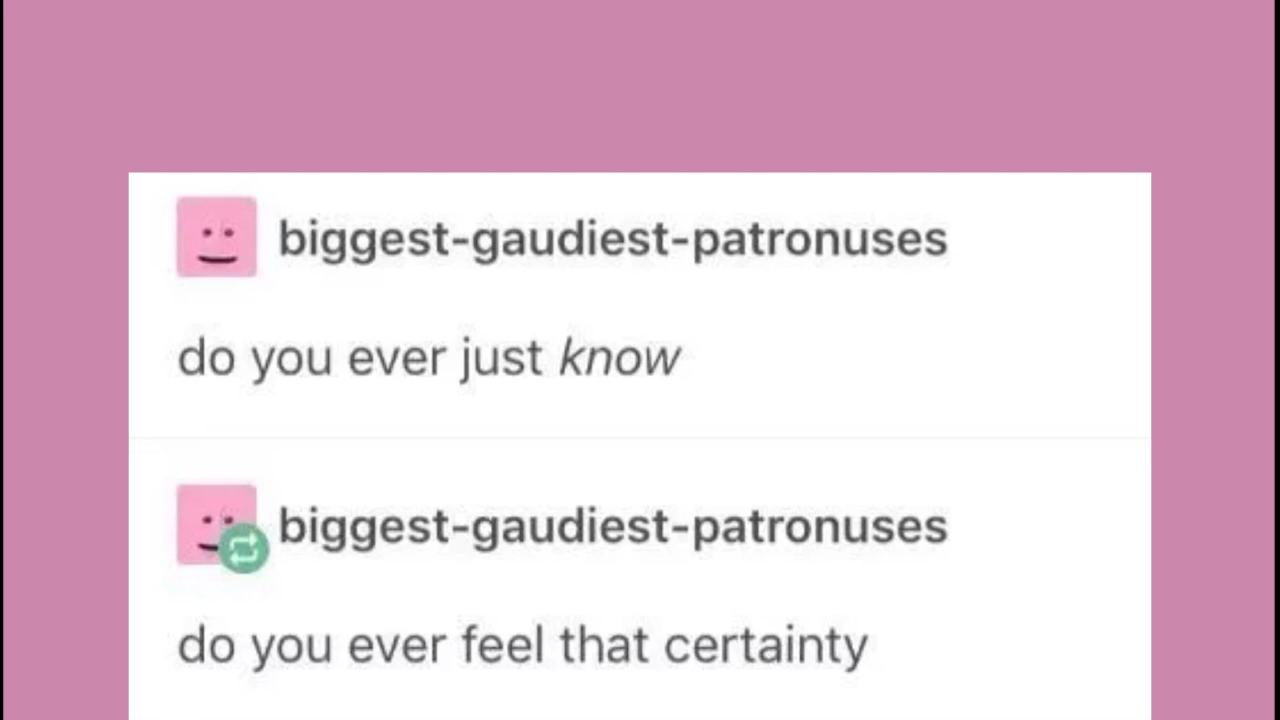 biggest-gaudiest-patronuses
do you ever just know
biggest-gaudiest-patronuses
do you ever feel that certainty